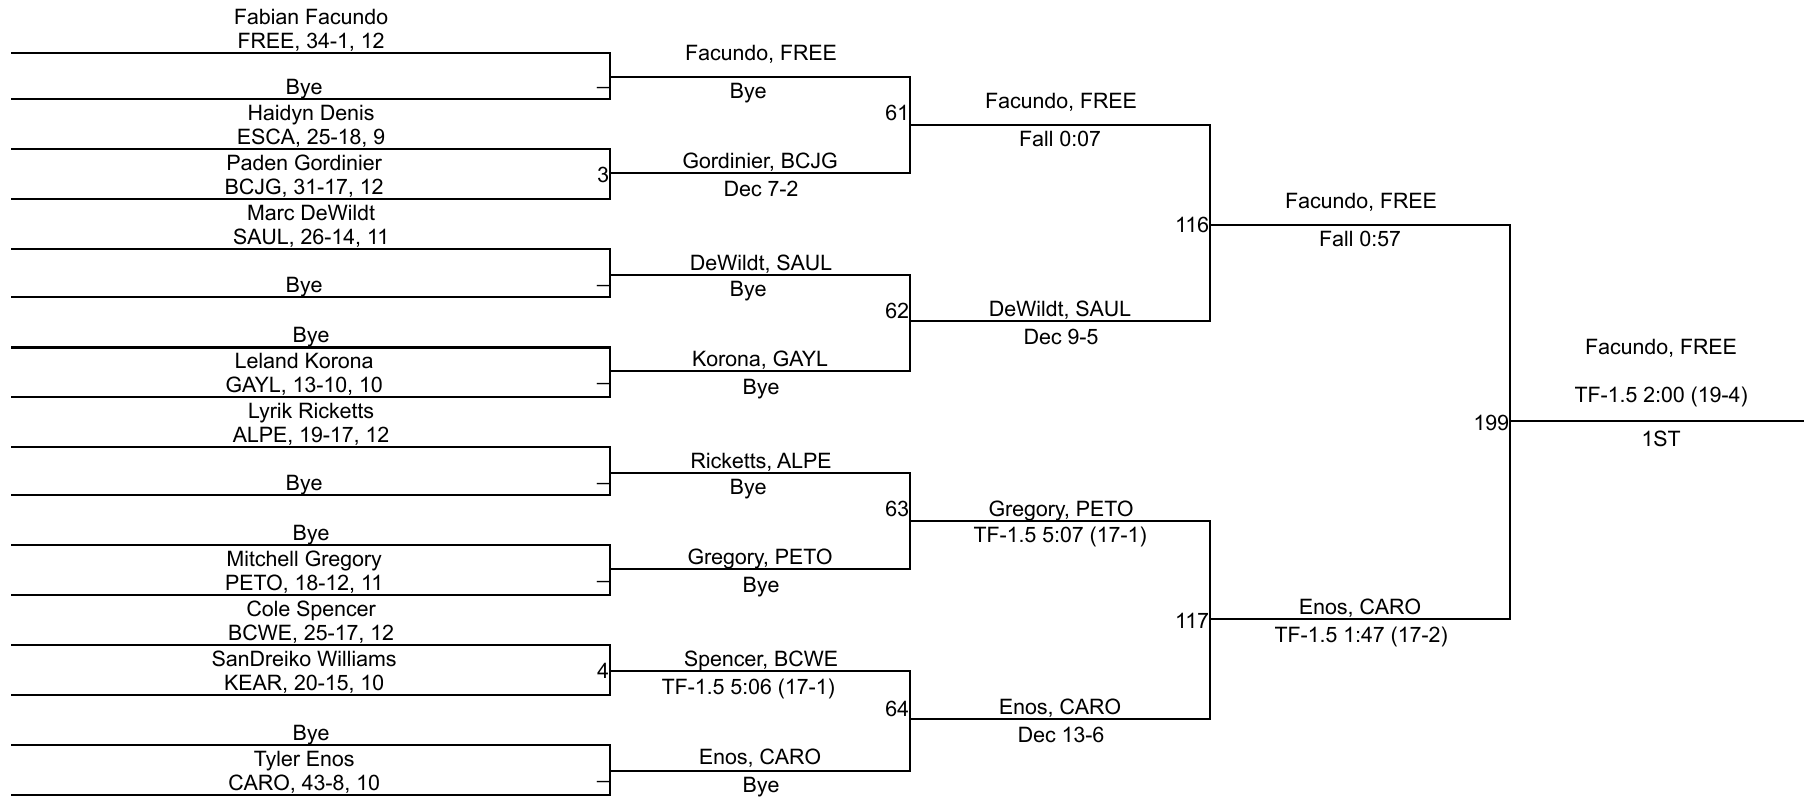 Fabian Facundo
FREE, 34-1, 12
Bye
Haidyn Denis
ESCA, 25-18, 9
Paden Gordinier
BCJG, 31-17, 12
Marc DeWildt
SAUL, 26-14, 11
Bye
Bye
Leland Korona
GAYL, 13-10, 10
Lyrik Ricketts
ALPE, 19-17, 12
Bye
Bye
Mitchell Gregory
PETO, 18-12, 11
Cole Spencer
BCWE, 25-17, 12
SanDreiko Williams
KEAR, 20-15, 10
Bye
Tyler Enos
CARO, 43-8, 10
3
4
Facundo, FREE
Bye
Gordinier, BCJG
Dec 7-2
DeWildt, SAUL
Bye
Korona, GAYL
Bye
Ricketts, ALPE
Bye
Gregory, PETO
Bye
Spencer, BCWE
TF-1.5 5:06 (17-1)
Enos, CARO
Bye
61
62
63
64
Facundo, FREE
Fall 0:07
DeWildt, SAUL
Dec 9-5
Gregory, PETO
TF-1.5 5:07 (17-1)
Enos, CARO
Dec 13-6
116
117
Facundo, FREE
Fall 0:57
Enos, CARO
TF-1.5 1:47 (17-2)
199
Facundo, FREE
TF-1.5 2:00 (19-4)
1ST